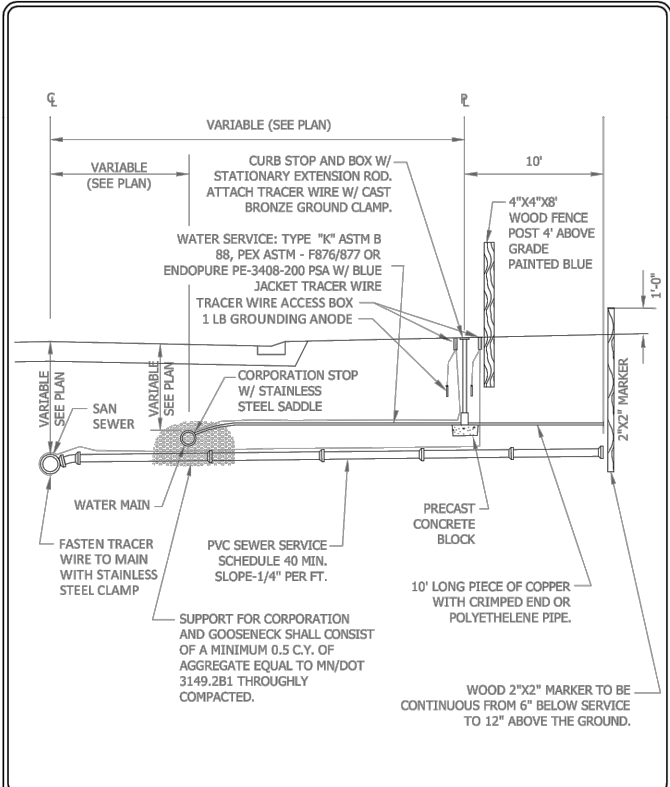 ℄
℄
VARIABLE (SEE PLAN)
VARIABLE
(SEE PLAN)
CURB STOP AND BOX W/
STATIONARY EXTENSION ROD.
ATTACH TRACER WIRE W/ CAST
BRONZE GROUND CLAMP.
10'
4"X4"X8'
WOOD FENCE
POST 4' ABOVE
GRADE
PAINTED BLUE
WATER SERVICE: TYPE "K" ASTM B
88, PEX ASTM - F876/877 OR
ENDOPURE PE-3408-200 PSA W/ BLUE
JACKET TRACER WIRE
TRACER WIRE ACCESS BOX
1 LB GROUNDING ANODE
1'-0"
VARIABLE
SEE PLAN
VARIABLE
SEE PLAN
SAN
SEWER
CORPORATION STOP
W/ STAINLESS
STEEL SADDLE
2"X2" MARKER
WATER MAIN
FASTEN TRACER
WIRE TO MAIN
WITH STAINLESS
STEEL CLAMP
PVC SEWER SERVICE
SCHEDULE 40 MIN.
SLOPE-1/4" PER FT.
PRECAST
CONCRETE
BLOCK
10' LONG PIECE OF COPPER
WITH CRIMPED END OR
POLYETHELENE PIPE.
SUPPORT FOR CORPORATION
AND GOOSENECK SHALL CONSIST
OF A MINIMUM 0.5 C.Y. OF
AGGREGATE EQUAL TO MN/DOT
3149.2B1 THROUGHLY
COMPACTED.
WOOD 2"X2" MARKER TO BE
CONTINUOUS FROM 6" BELOW SERVICE
TO 12" ABOVE THE GROUND.